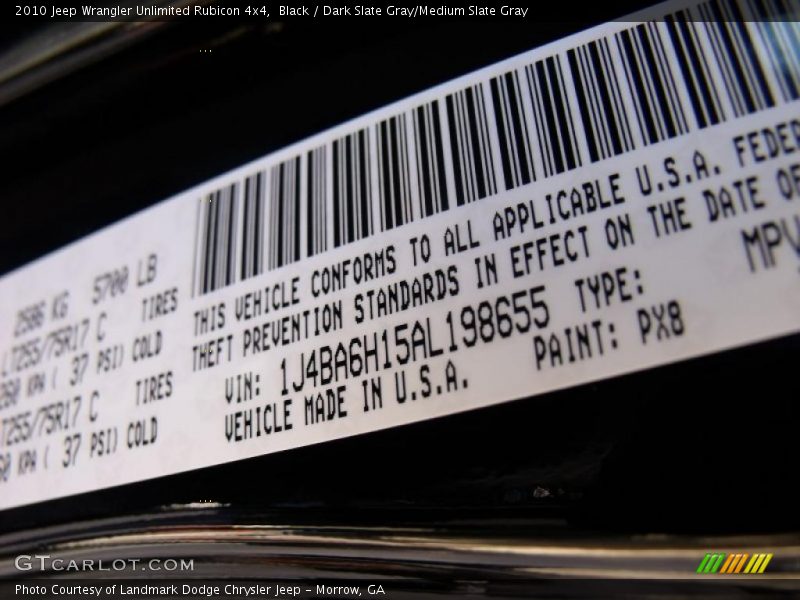 2010 Jeep Wrangler Unlimited Rubicon 4x4, Black / Dark Slate Gray/Medium Slate Gray
2586 KG 5700 LB
LT255/75R17 C TIRES
260 KPA ( 37 PSI) COLD
LT255/75R17 C TIRES
60 KPA ( 37 PSI) COLD
THIS VEHICLE CONFORMS TO ALL APPLICABLE U.S.A. FEDER
THEFT PREVENTION STANDARDS IN EFFECT ON THE DATE OF
VIN: 1J4BA6H15AL198655 TYPE: MPV
VEHICLE MADE IN U.S.A. PAINT: PX8
GTCARLOT.COM
Photo Courtesy of Landmark Dodge Chrysler Jeep - Morrow, GA